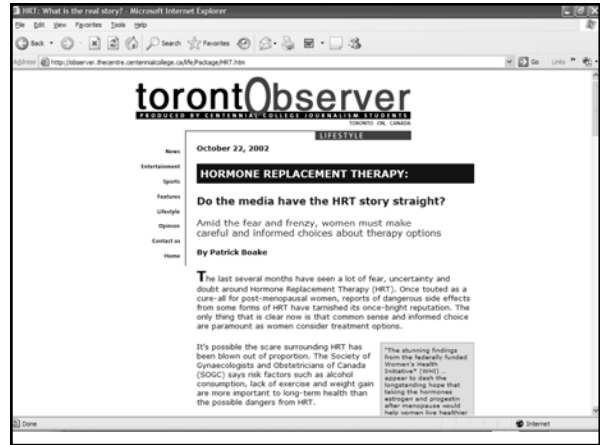 HRT: What is the real story? - Microsoft Internet Explorer
File Edit View Favorites Tools Help
Back Search Favorites
Address http://observer.thecentre.centennialcollege.ca/life/Package/HRT.htm Go Links »
torontObserver
PRODUCED BY CENTENNIAL COLLEGE JOURNALISM STUDENTS
TORONTO ON, CANADA
LIFESTYLE
News
Entertainment
Sports
Features
Lifestyle
Opinion
Contact us
Home
October 22, 2002
HORMONE REPLACEMENT THERAPY:
Do the media have the HRT story straight?
Amid the fear and frenzy, women must make
careful and informed choices about therapy options
By Patrick Boake
The last several months have seen a lot of fear, uncertainty and
doubt around Hormone Replacement Therapy (HRT). Once touted as a
cure-all for post-menopausal women, reports of dangerous side effects
from some forms of HRT have tarnished its once-bright reputation. The
only thing that is clear now is that common sense and informed choice
are paramount as women consider treatment options.
It's possible the scare surrounding HRT has
been blown out of proportion. The Society of
Gynaecologists and Obstetricians of Canada
(SOGC) says risk factors such as alcohol
consumption, lack of exercise and weight gain
are more important to long-term health than
the possible dangers from HRT.
"The stunning findings
from the federally funded
Women's Health
Initiative" (WHI) ..
appear to dash the
longstanding hope that
taking the hormones
estrogen and progestin
after menopause would
help women live healthier
Done
Internet